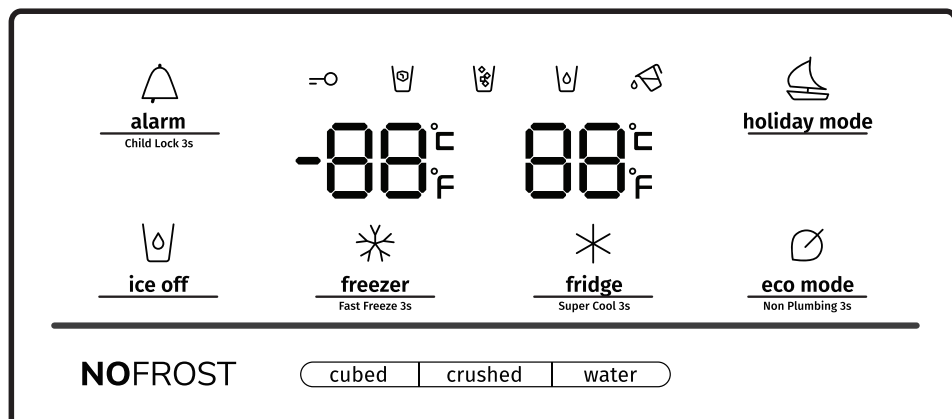 alarm
Child Lock 3s
-88 °C °F
88 °C °F
holiday mode
ice off
freezer
Fast Freeze 3s
fridge
Super Cool 3s
eco mode
Non Plumbing 3s
NOFROST
cubed
crushed
water